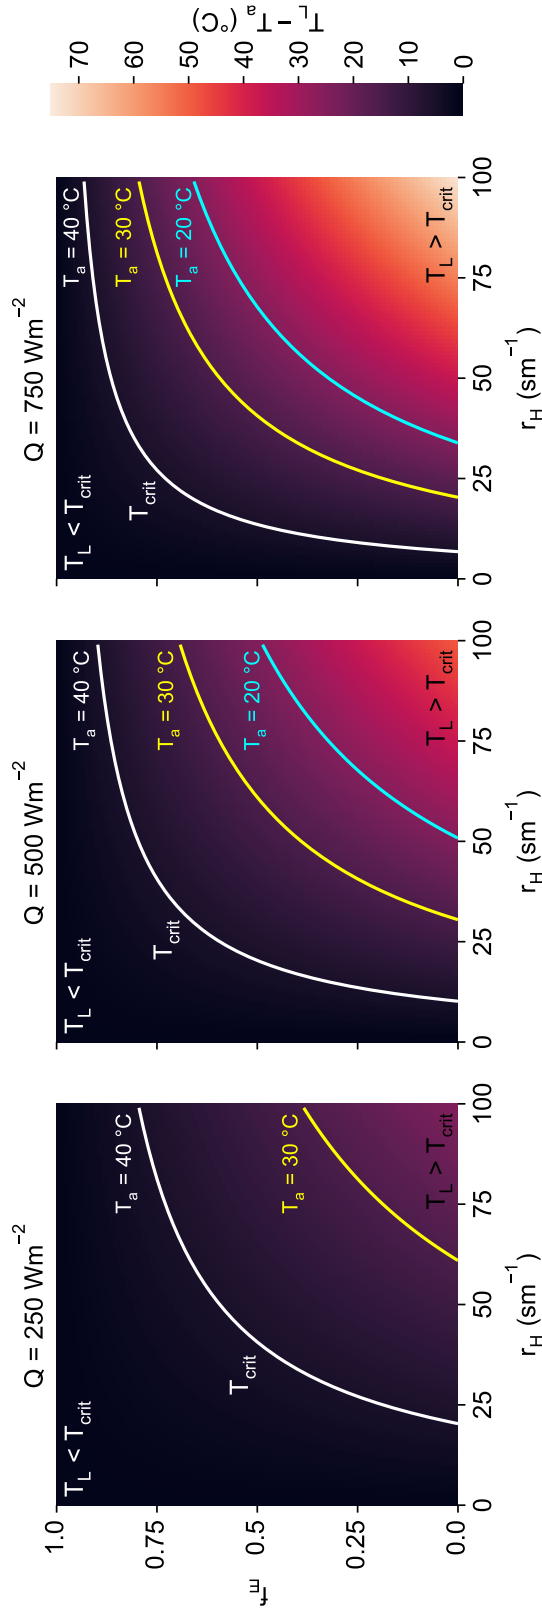 Q = 250 Wm⁻²
T_L < T_crit
T_a = 40 °C
T_crit
T_a = 30 °C
T_L > T_crit
f_E
1.0
0.75
0.5
0.25
0.0
0
25
50
75
100
r_H (sm⁻¹)
Q = 500 Wm⁻²
T_L < T_crit
T_a = 40 °C
T_crit
T_a = 30 °C
T_a = 20 °C
T_L > T_crit
0
25
50
75
100
r_H (sm⁻¹)
Q = 750 Wm⁻²
T_L < T_crit
T_a = 40 °C
T_crit
T_a = 30 °C
T_a = 20 °C
T_L > T_crit
0
25
50
75
100
r_H (sm⁻¹)
70
60
50
40
30
20
10
0
T_L − T_a (°C)